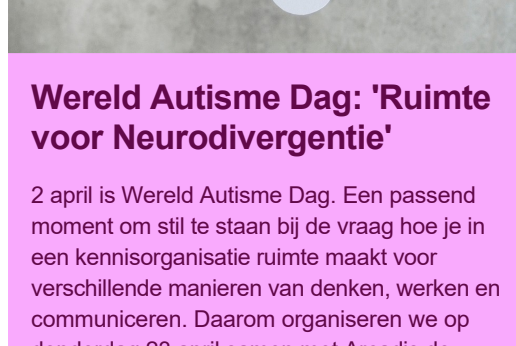 Wereld Autisme Dag: 'Ruimte
voor Neurodivergentie'
2 april is Wereld Autisme Dag. Een passend
moment om stil te staan bij de vraag hoe je in
een kennisorganisatie ruimte maakt voor
verschillende manieren van denken, werken en
communiceren. Daarom organiseren we op